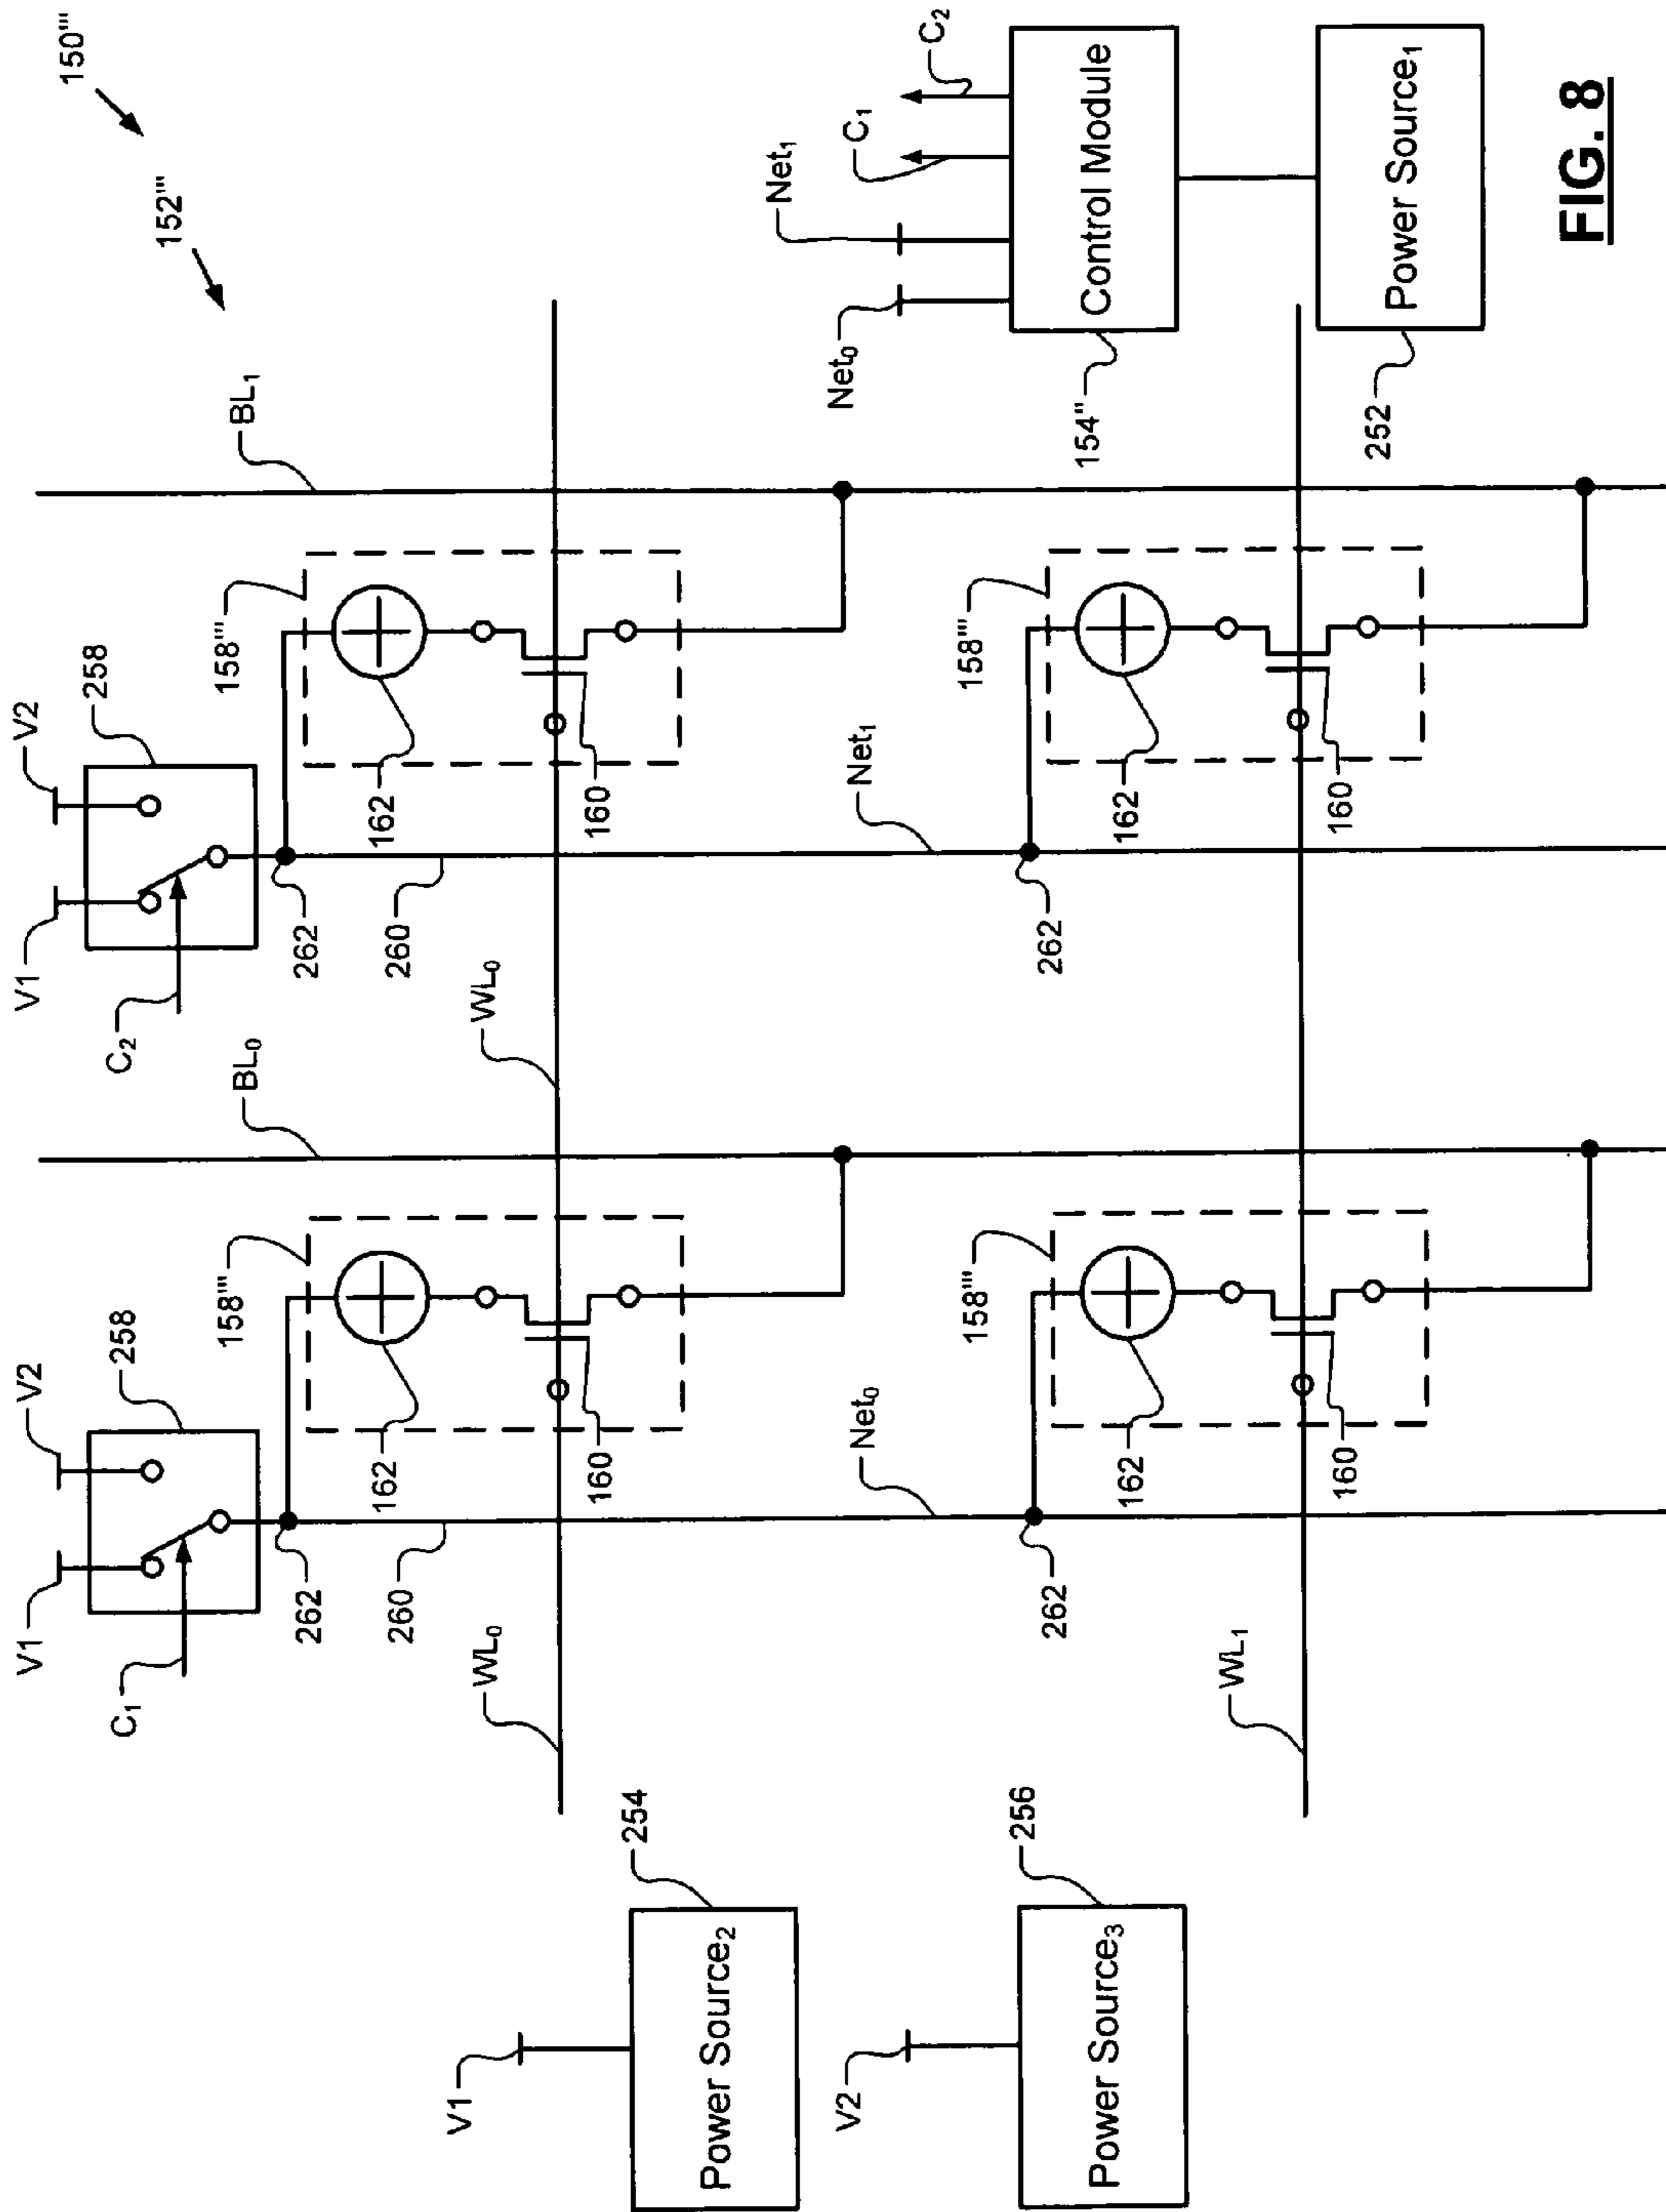 150'''
152'''
V1
V2
258
C₁
V1
V2
258
C₂
BL₀
BL₁
262
260
158'''
162
160
262
260
158'''
162
160
WL₀
WL₀
Net₀
Net₁
262
158'''
162
160
262
158'''
162
160
WL₁
V1
254
Power Source₂
V2
256
Power Source₃
Net₀
Net₁
C₁
C₂
154''
Control Module
252
Power Source₁
FIG. 8